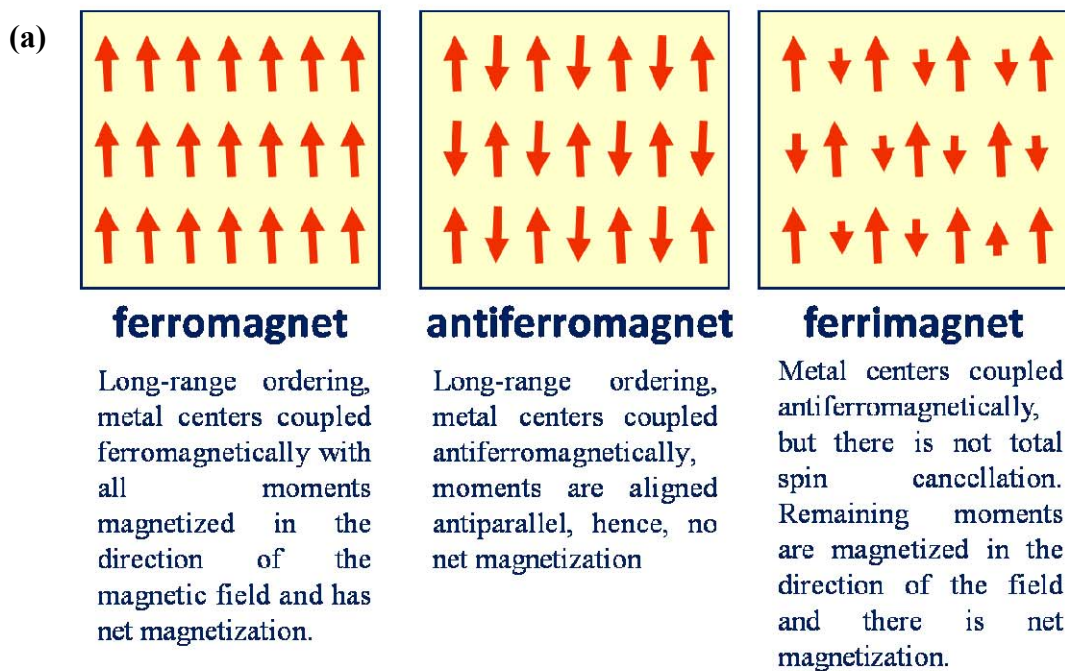 (a)
ferromagnet
Long-range ordering,
metal centers coupled
ferromagnetically with
all moments
magnetized in the
direction of the
magnetic field and has
net magnetization.
antiferromagnet
Long-range ordering,
metal centers coupled
antiferromagnetically,
moments are aligned
antiparallel, hence, no
net magnetization
ferrimagnet
Metal centers coupled
antiferromagnetically,
but there is not total
spin cancellation.
Remaining moments
are magnetized in the
direction of the field
and there is net
magnetization.